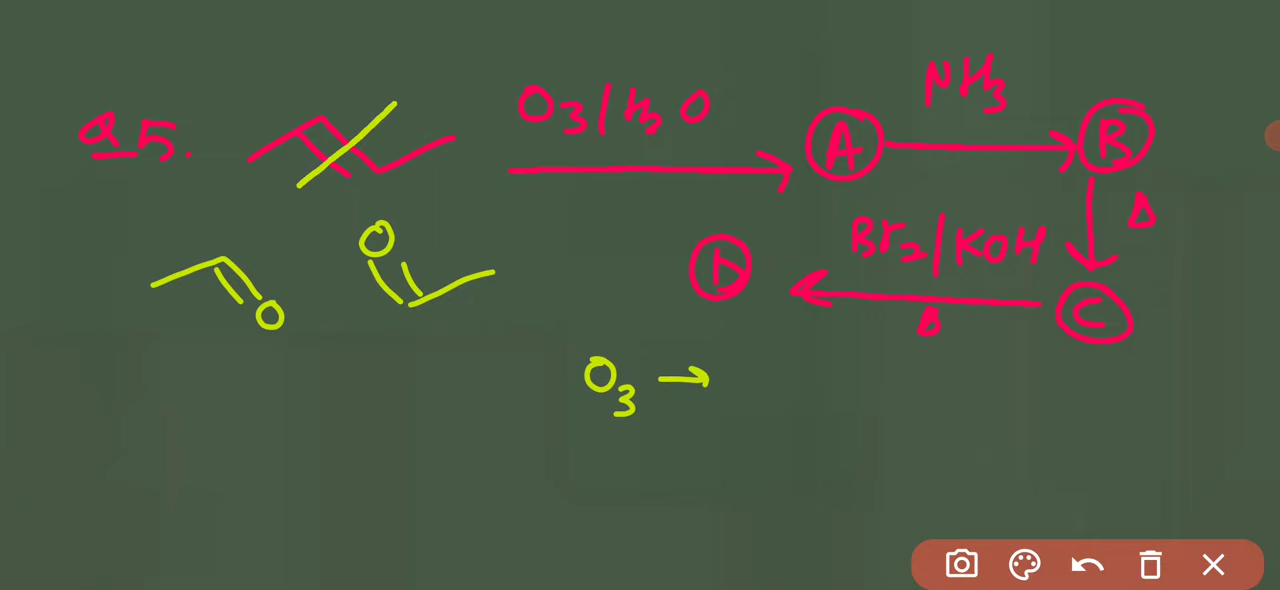 Q5. O3/H2O A NH3 B
Δ
D Br2/KOH Δ C
O O
O3 →